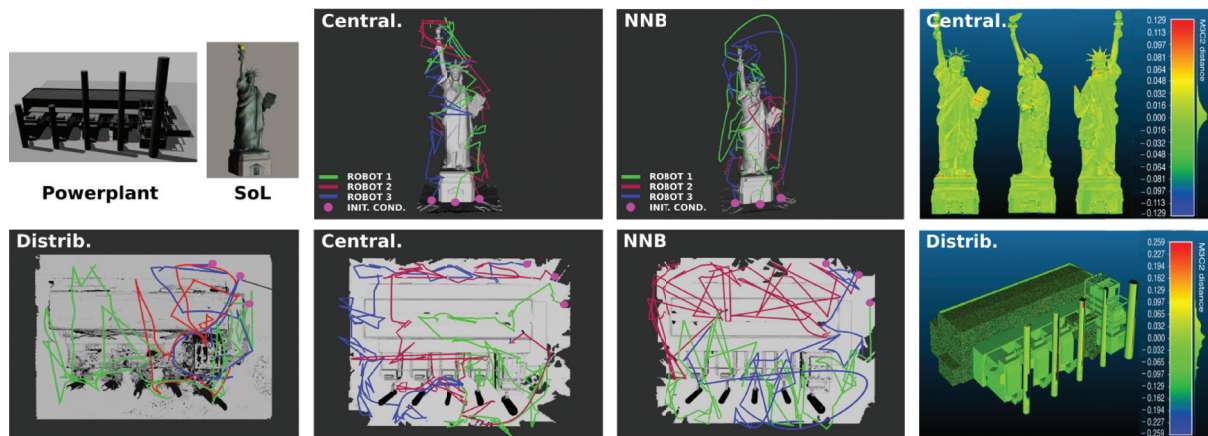 Powerplant
SoL
Central.
ROBOT 1
ROBOT 2
ROBOT 3
INIT. COND.
NNB
ROBOT 1
ROBOT 2
ROBOT 3
INIT. COND.
Central.
0.129
0.113
0.097
0.081
0.064
0.048
0.032
0.016
0.000
−0.016
−0.032
−0.048
−0.064
−0.081
−0.097
−0.113
−0.129
M3C2 distance
Distrib.
Central.
NNB
Distrib.
0.259
0.227
0.194
0.162
0.129
0.097
0.065
0.032
0.000
−0.032
−0.065
−0.097
−0.129
−0.162
−0.194
−0.227
−0.259
M3C2 distance